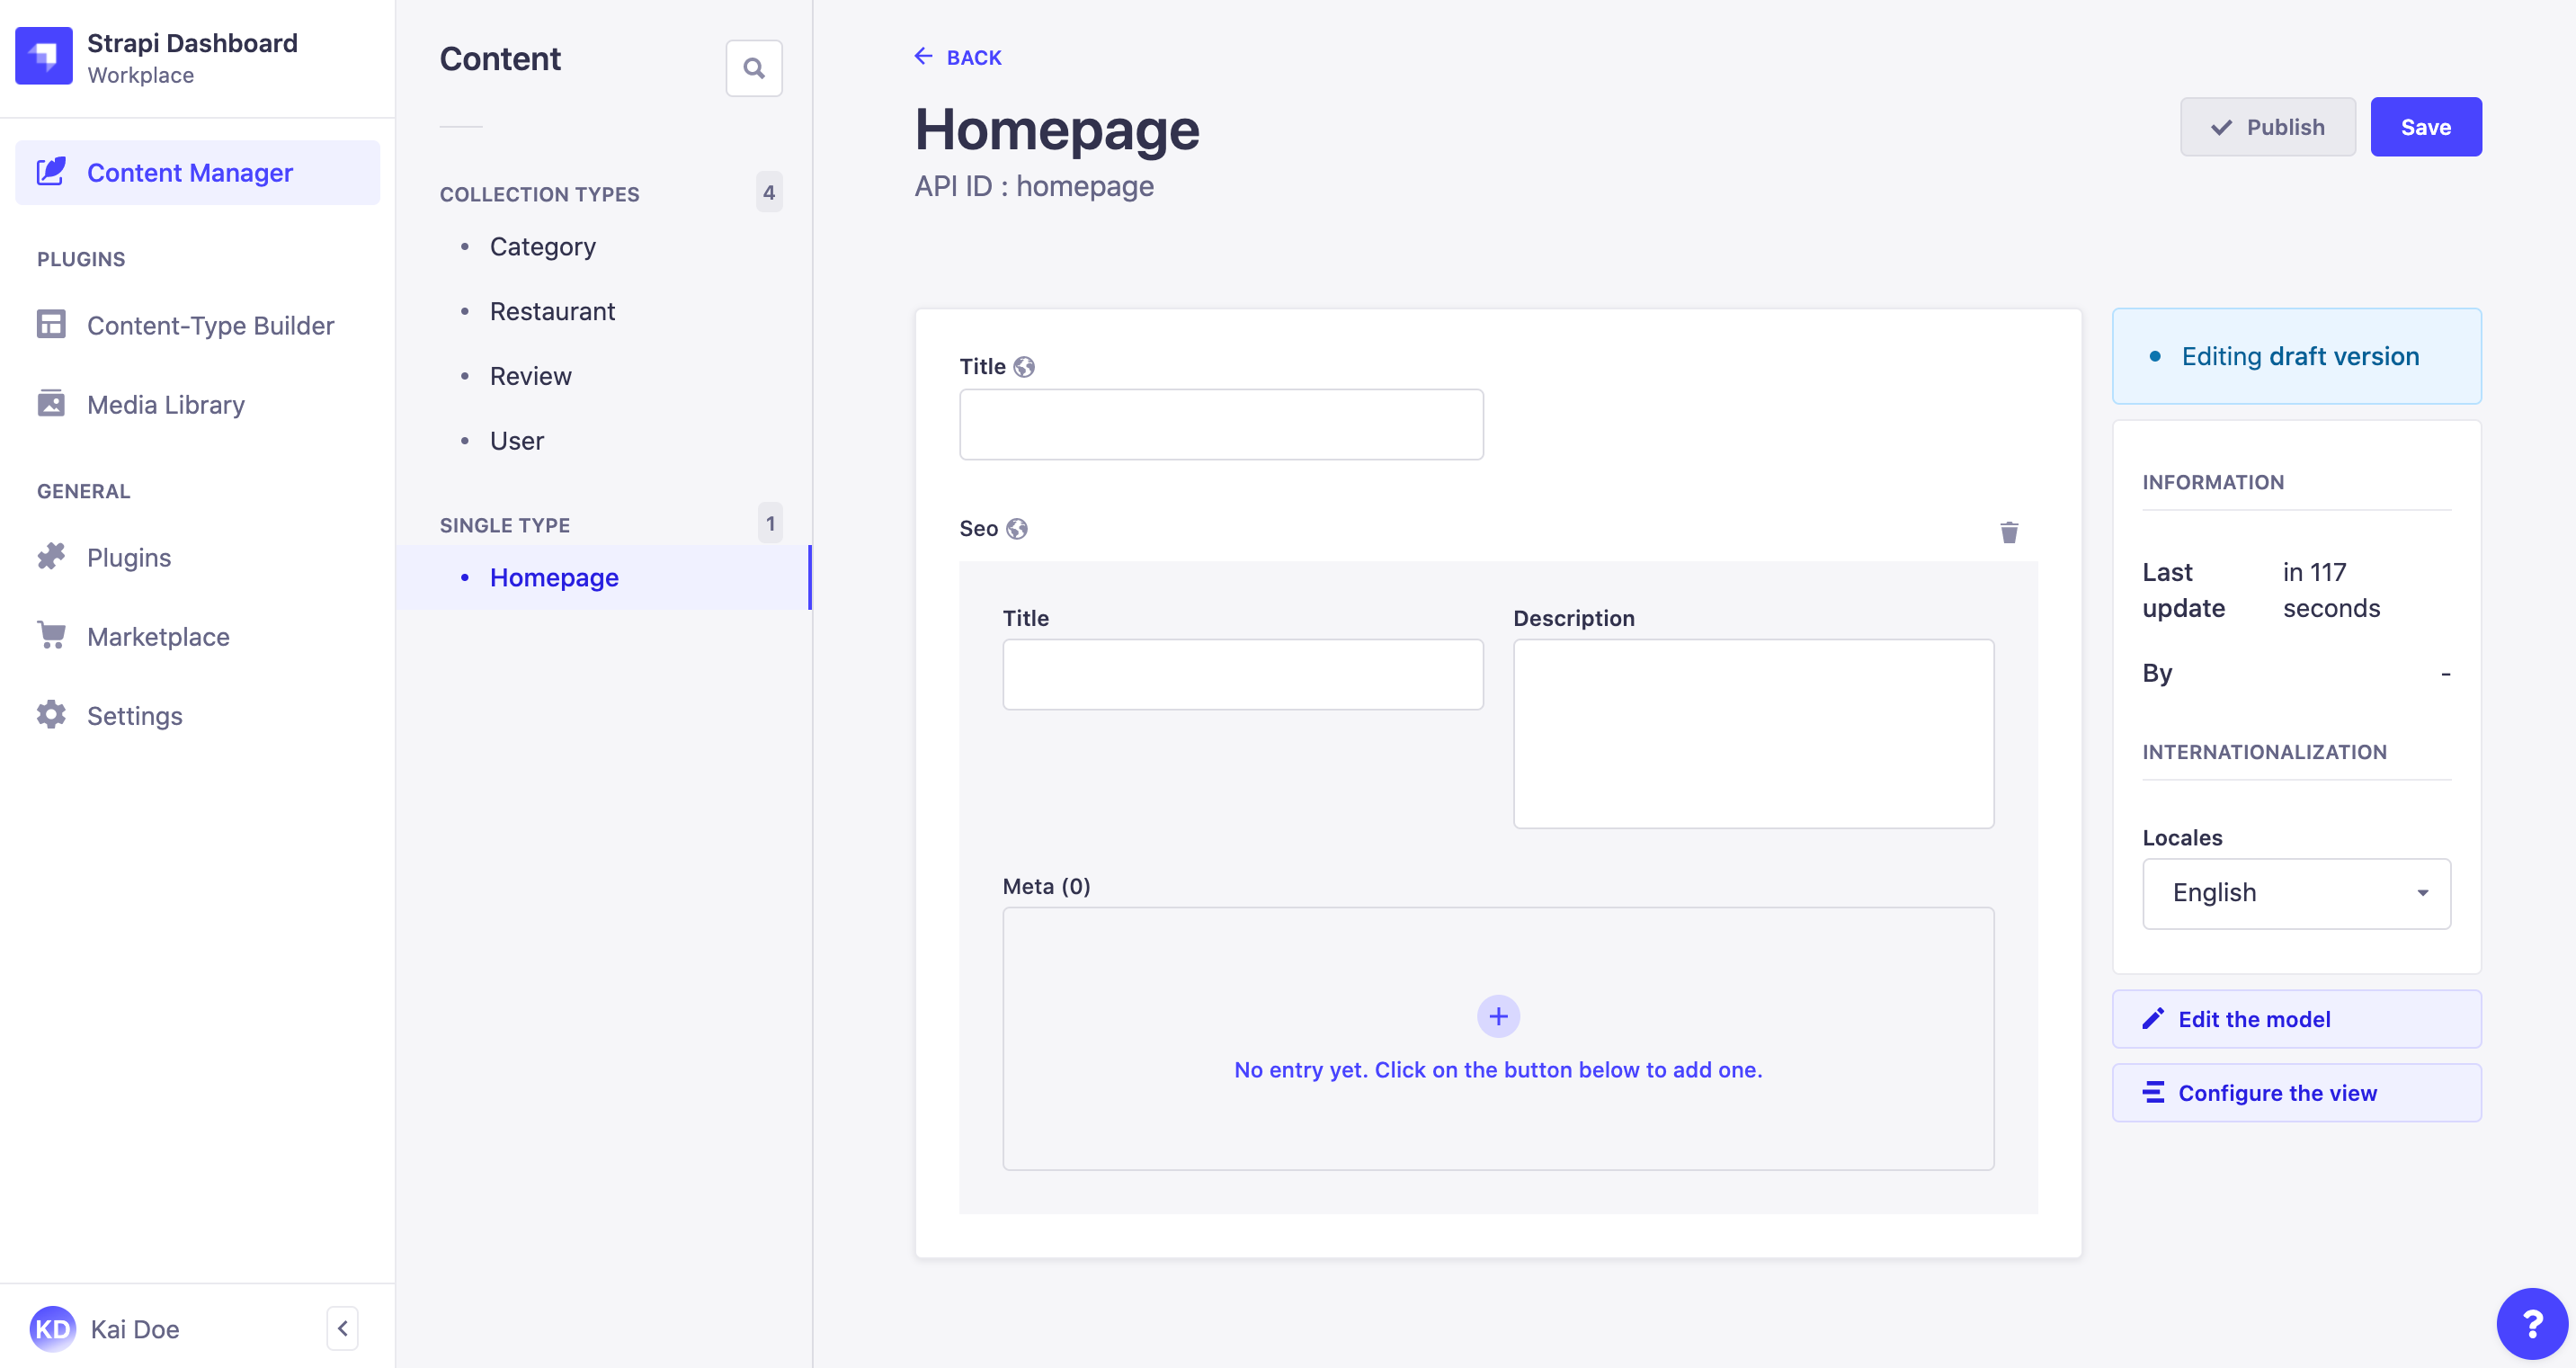 Strapi Dashboard
Workplace
Content Manager
PLUGINS
Content-Type Builder
Media Library
GENERAL
Plugins
Marketplace
Settings
KD Kai Doe
Content
COLLECTION TYPES 4
Category
Restaurant
Review
User
SINGLE TYPE 1
Homepage
BACK
Homepage
API ID : homepage
Publish
Save
Title
Seo
Title
Description
Meta (0)
+
No entry yet. Click on the button below to add one.
Editing draft version
INFORMATION
Last update
in 117 seconds
By -
INTERNATIONALIZATION
Locales
English
Edit the model
Configure the view
?